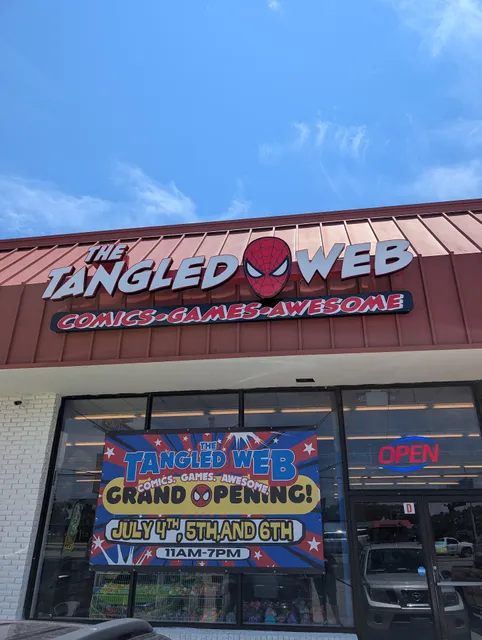 THE
TANGLED WEB
COMICS-GAMES-AWESOME
THE
TANGLED WEB
COMICS. GAMES. AWESOME
GRAND OPENING!
JULY 4TH, 5TH, AND 6TH
11AM-7PM
OPEN
D